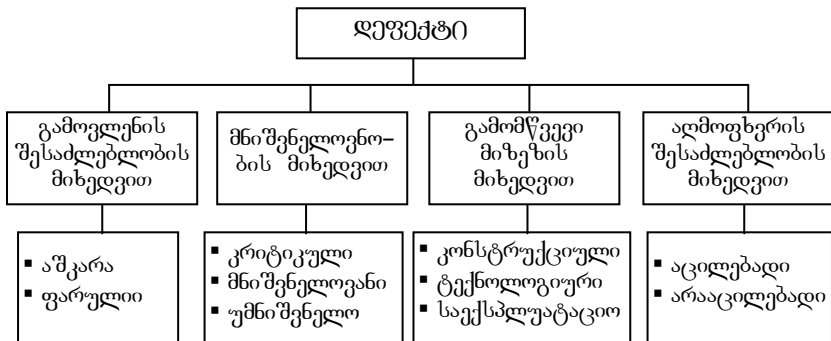 დეფექტი
გამოვლენის
შესაძლებლობის
მიხედვით
მნიშვნელოვნო–
ბის მიხედვით
გამომწვევი
მიზეზის
მიხედვით
აღმოფხვრის
შესაძლებლობის
მიხედვით
▪ აშკარა
▪ ფარულიი
▪ კრიტიკული
▪ მნიშვნელოვანი
▪ უმნიშვნელო
▪ კონსტრუქციული
▪ ტექნოლოგიური
▪ საექსპლუატაციო
▪ აცილებადი
▪ არააცილებადი